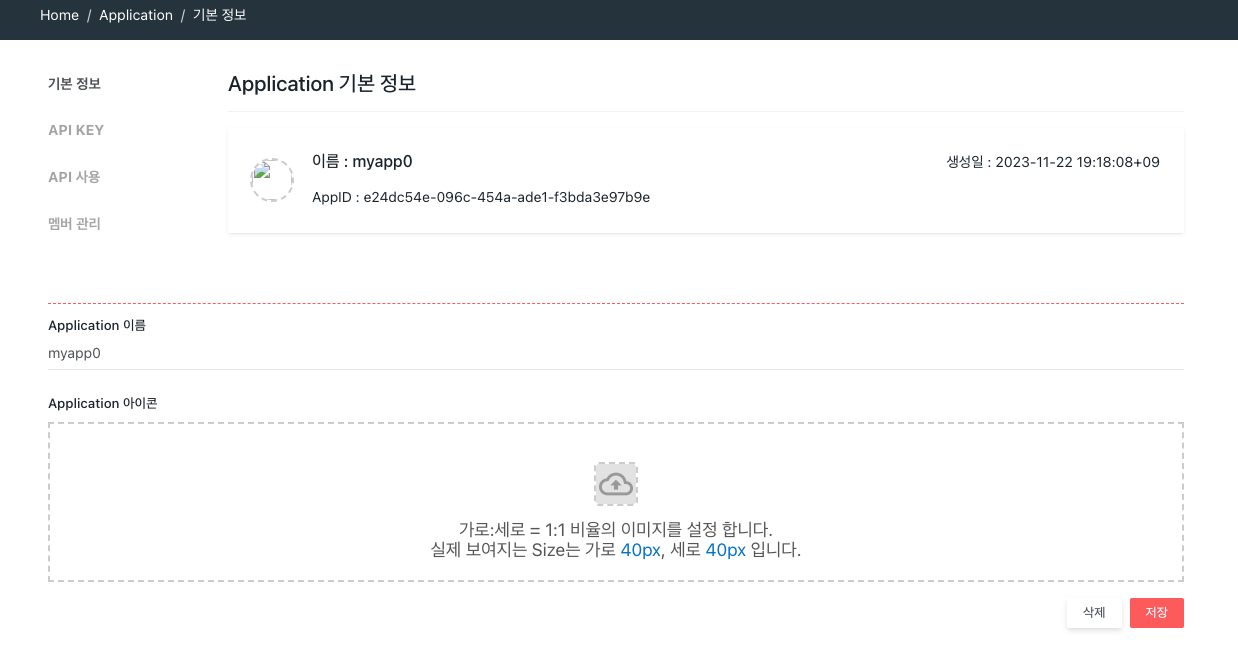 Home / Application / 기본 정보
기본 정보
API KEY
API 사용
멤버 관리
Application 기본 정보
이름 : myapp0
생성일 : 2023-11-22 19:18:08+09
AppID : e24dc54e-096c-454a-ade1-f3bda3e97b9e
Application 이름
myapp0
Application 아이콘
가로:세로 = 1:1 비율의 이미지를 설정 합니다.
실제 보여지는 Size는 가로 40px, 세로 40px 입니다.
삭제
저장